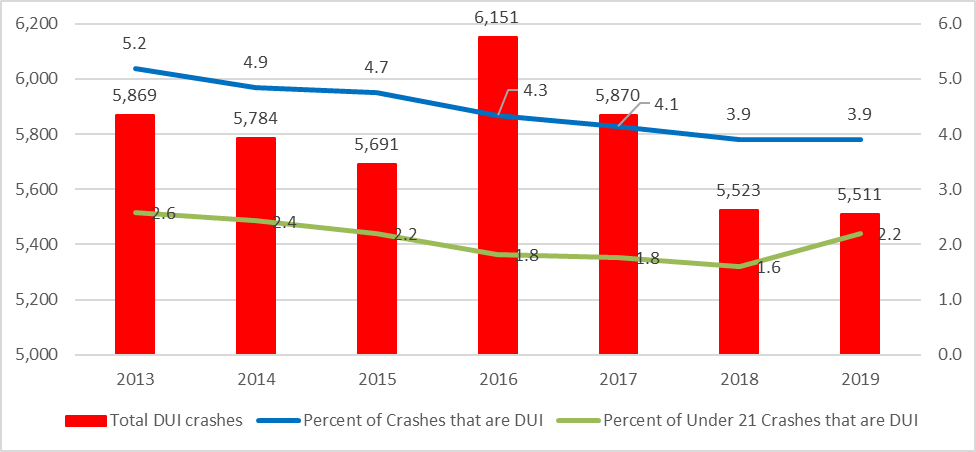 6,200 6,151 6.0
5.2
4.9 4.7
6,000 4.3 5.0
5,869 5,870 4.1
5,784 3.9 3.9
5,800 5,691 4.0
5,600 5,523 5,511 3.0
2.6 2.4 2.2 1.8 1.8 1.6 2.2
5,400 2.0
5,200 1.0
5,000 0.0
2013 2014 2015 2016 2017 2018 2019
Total DUI crashes Percent of Crashes that are DUI Percent of Under 21 Crashes that are DUI